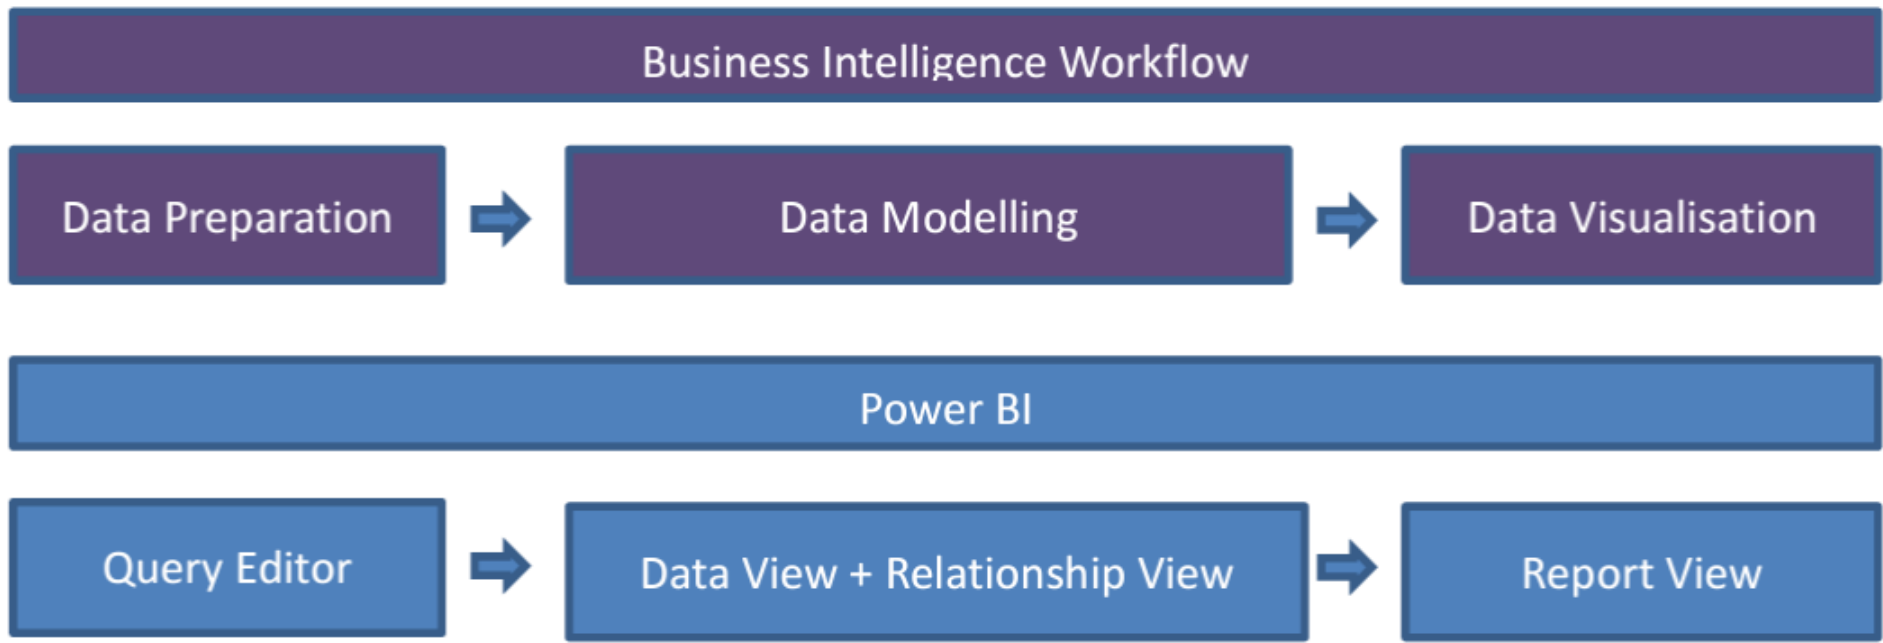 Business Intelligence Workflow
Data Preparation
Data Modelling
Data Visualisation
Power BI
Query Editor
Data View + Relationship View
Report View